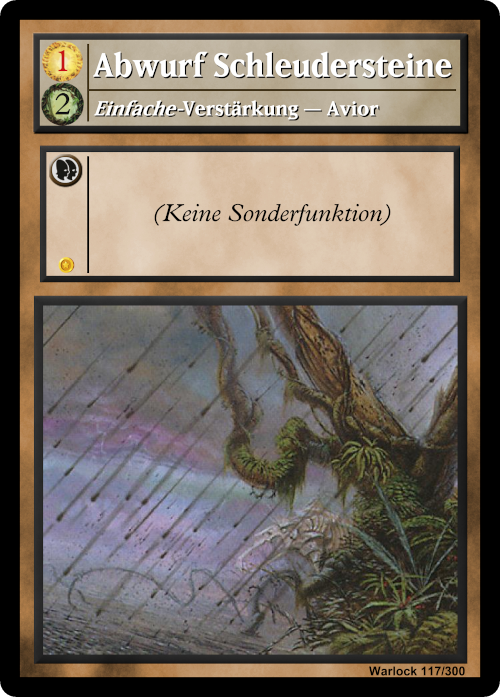 1 Abwurf Schleudersteine
2 Einfache-Verstärkung — Avior
(Keine Sonderfunktion)
Warlock 117/300